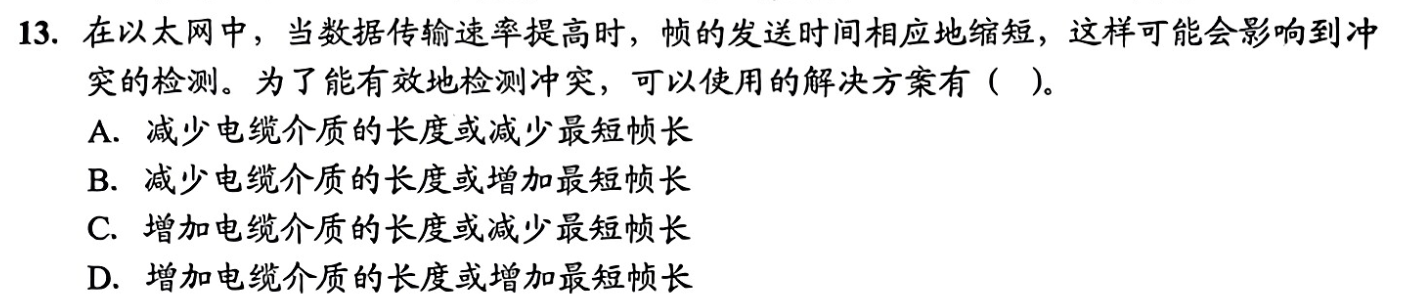 13. 在以太网中，当数据传输速率提高时，帧的发送时间相应地缩短，这样可能会影响到冲
突的检测。为了能有效地检测冲突，可以使用的解决方案有（ ）。
A. 减少电缆介质的长度或减少最短帧长
B. 减少电缆介质的长度或增加最短帧长
C. 增加电缆介质的长度或减少最短帧长
D. 增加电缆介质的长度或增加最短帧长